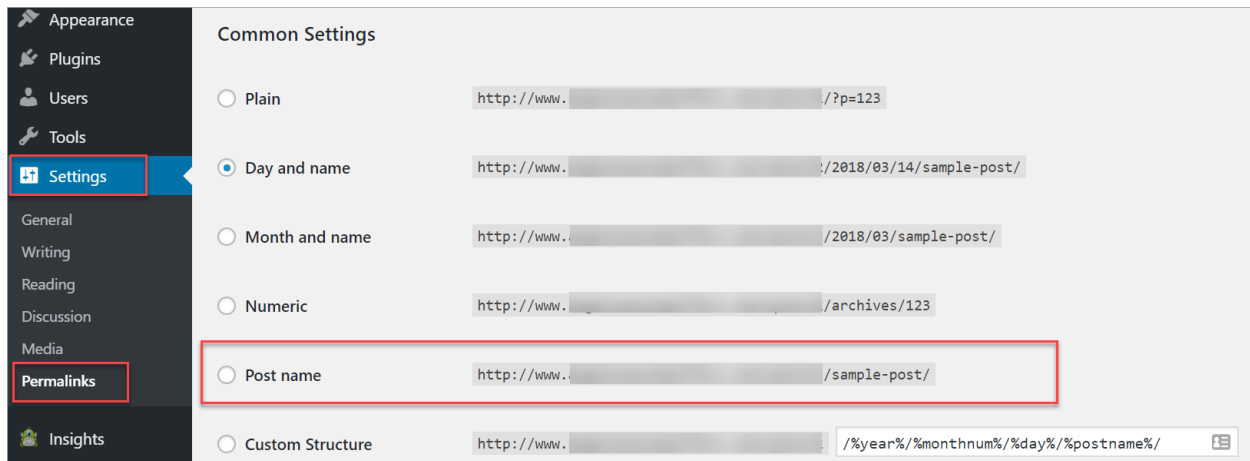 Appearance
Plugins
Users
Tools
Settings
General
Writing
Reading
Discussion
Media
Permalinks
Insights
Common Settings
Plain http://www. /?p=123
Day and name http://www. /2018/03/14/sample-post/
Month and name http://www. /2018/03/sample-post/
Numeric http://www. /archives/123
Post name http://www. /sample-post/
Custom Structure http://www. /%year%/%monthnum%/%day%/%postname%/